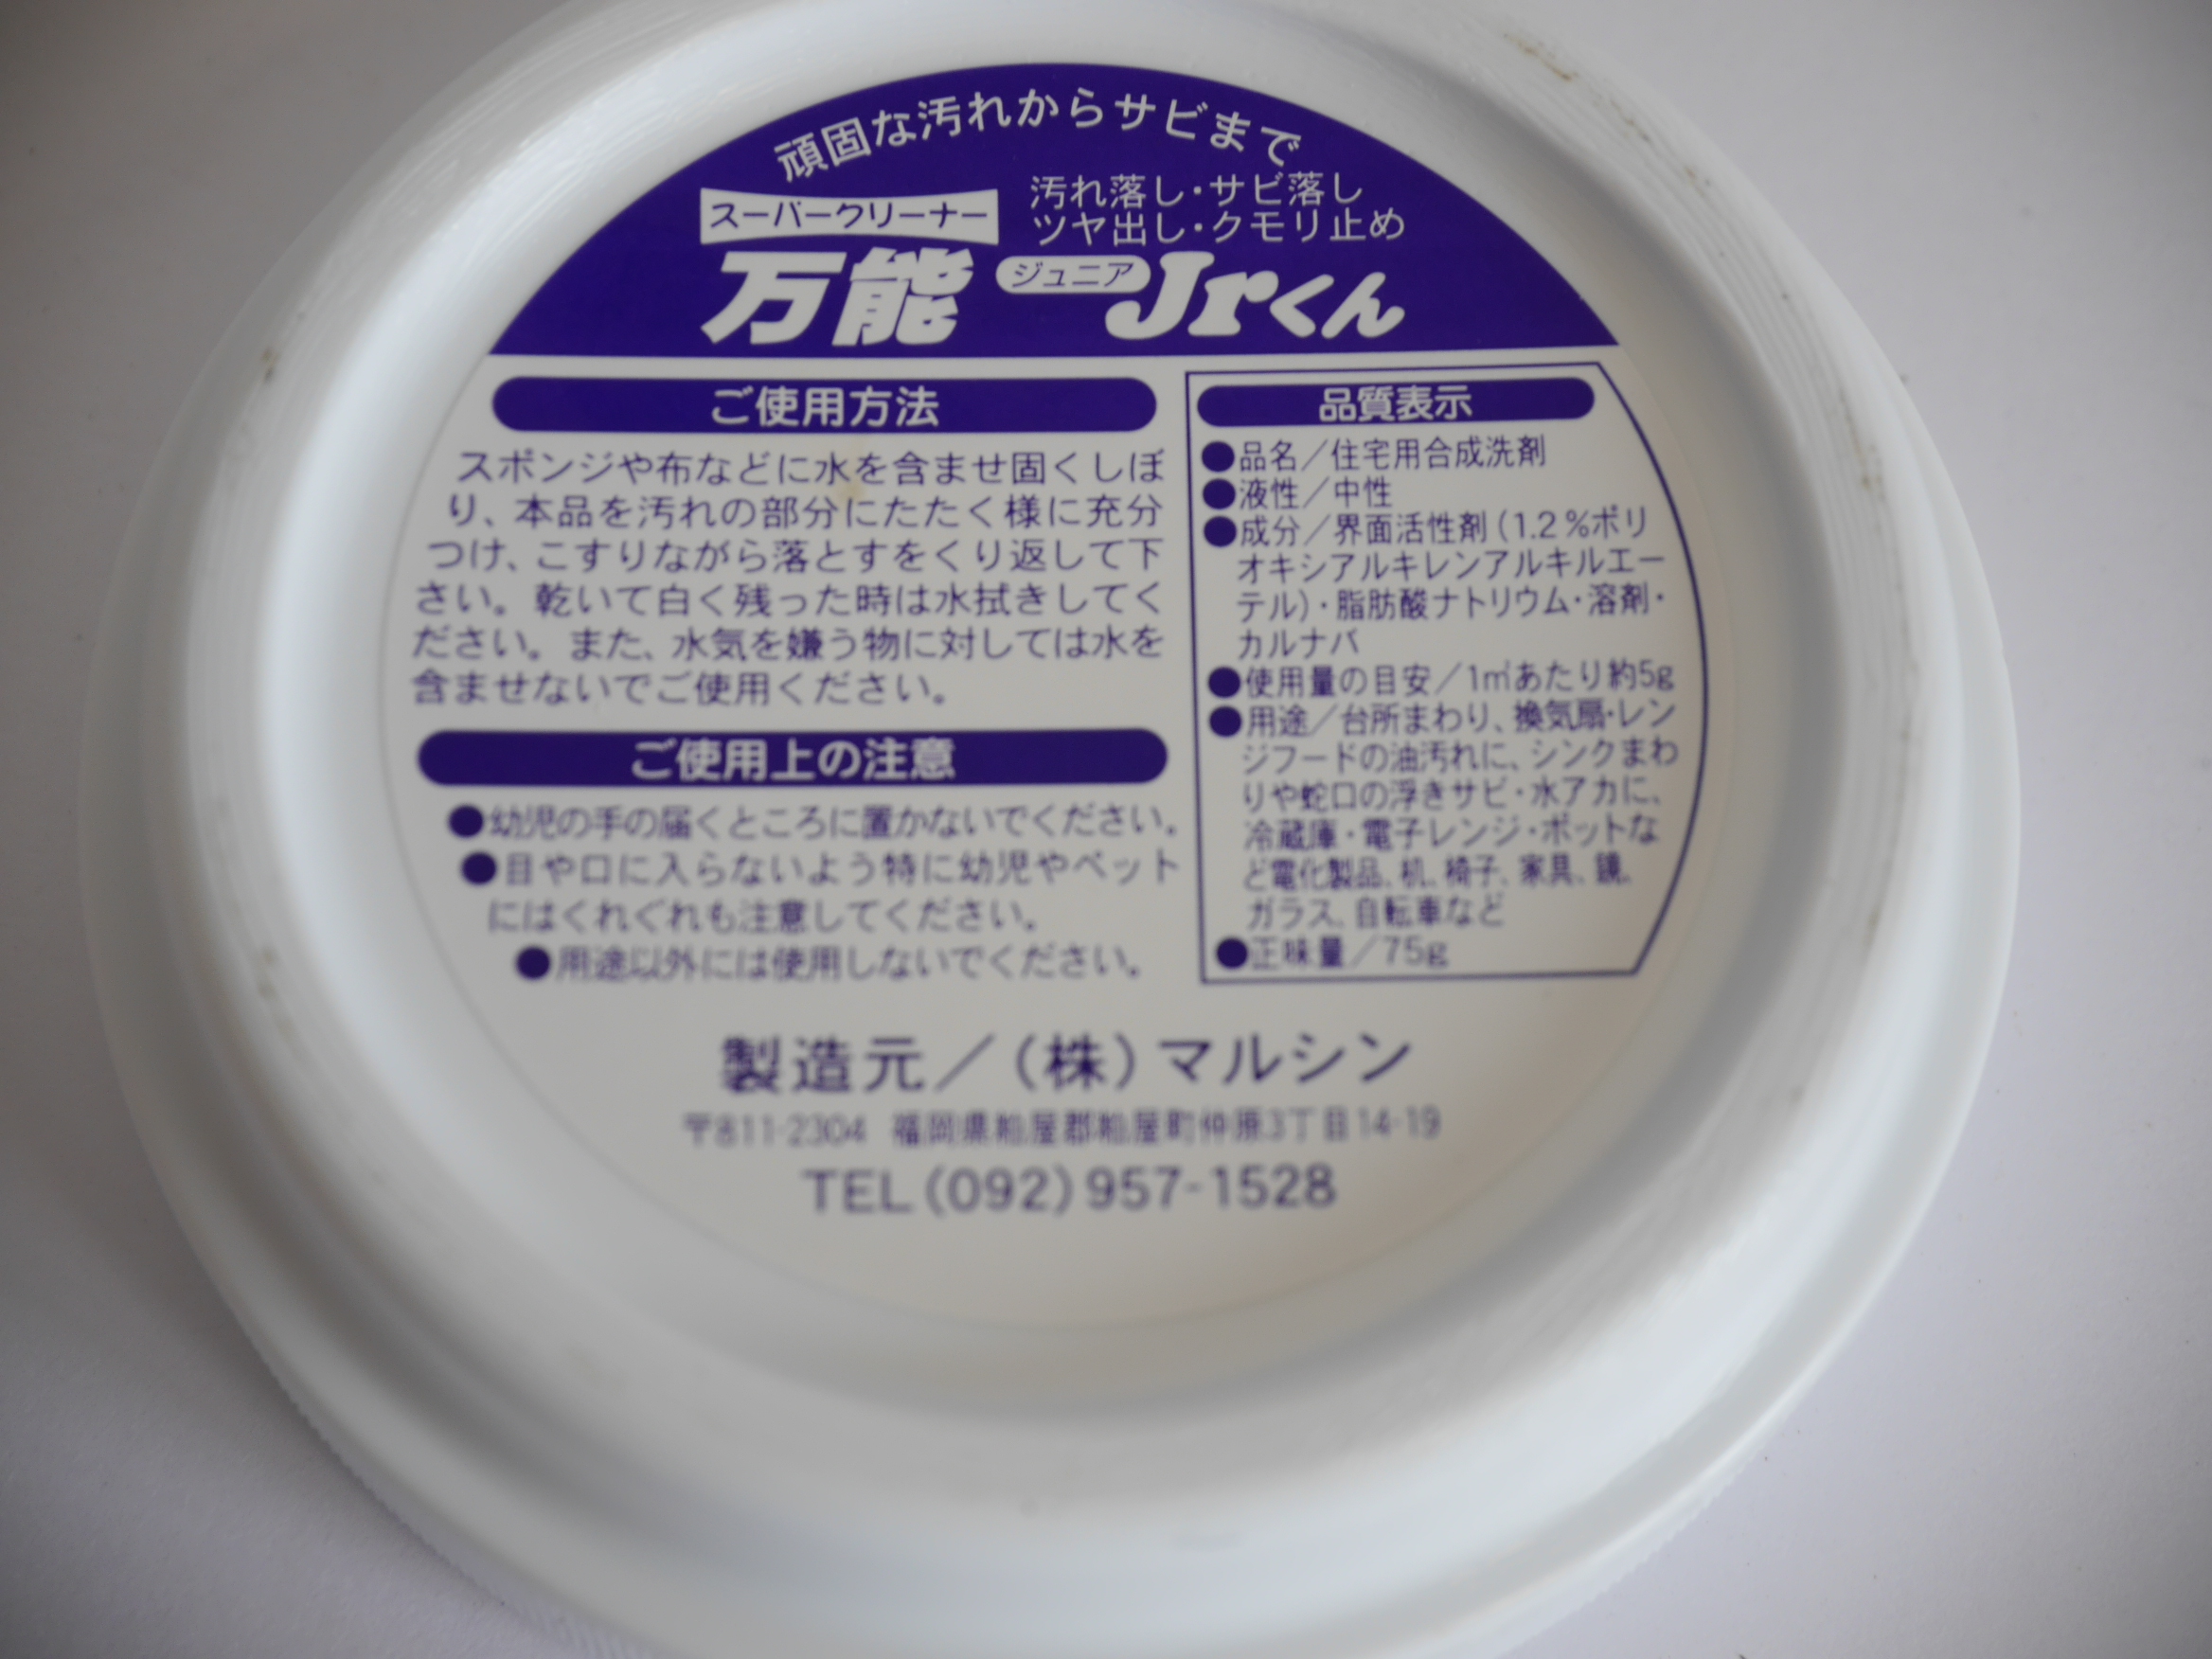 頑固な汚れからサビまで
スーパークリーナー
汚れ落し・サビ落し
ツヤ出し・クモリ止め
万能ジュニアJrくん
ご使用方法
スポンジや布などに水を含ませ固くしぼ
り、本品を汚れの部分にたたく様に充分
つけ、こすりながら落とすをくり返して下
さい。乾いて白く残った時は水拭きしてく
ださい。また、水気を嫌う物に対しては水を
含ませないでご使用ください。
ご使用上の注意
●幼児の手の届くところに置かないでください。
●目や口に入らないよう特に幼児やペット
にはくれぐれも注意してください。
●用途以外には使用しないでください。
品質表示
●品名／住宅用合成洗剤
●液性／中性
●成分／界面活性剤（1.2％ポリ
オキシアルキレンアルキルエー
テル）・脂肪酸ナトリウム・溶剤・
カルナバ
●使用量の目安／1㎡あたり約5g
●用途／台所まわり、換気扇・レン
ジフードの油汚れに、シンクまわ
りや蛇口の浮きサビ・水アカに、
冷蔵庫・電子レンジ・ポットな
ど電化製品、机、椅子、家具、鏡、
ガラス、自転車など
●正味量／75g
製造元／（株）マルシン
〒811-2304 福岡県粕屋郡粕屋町仲原3丁目14-19
TEL（092）957-1528